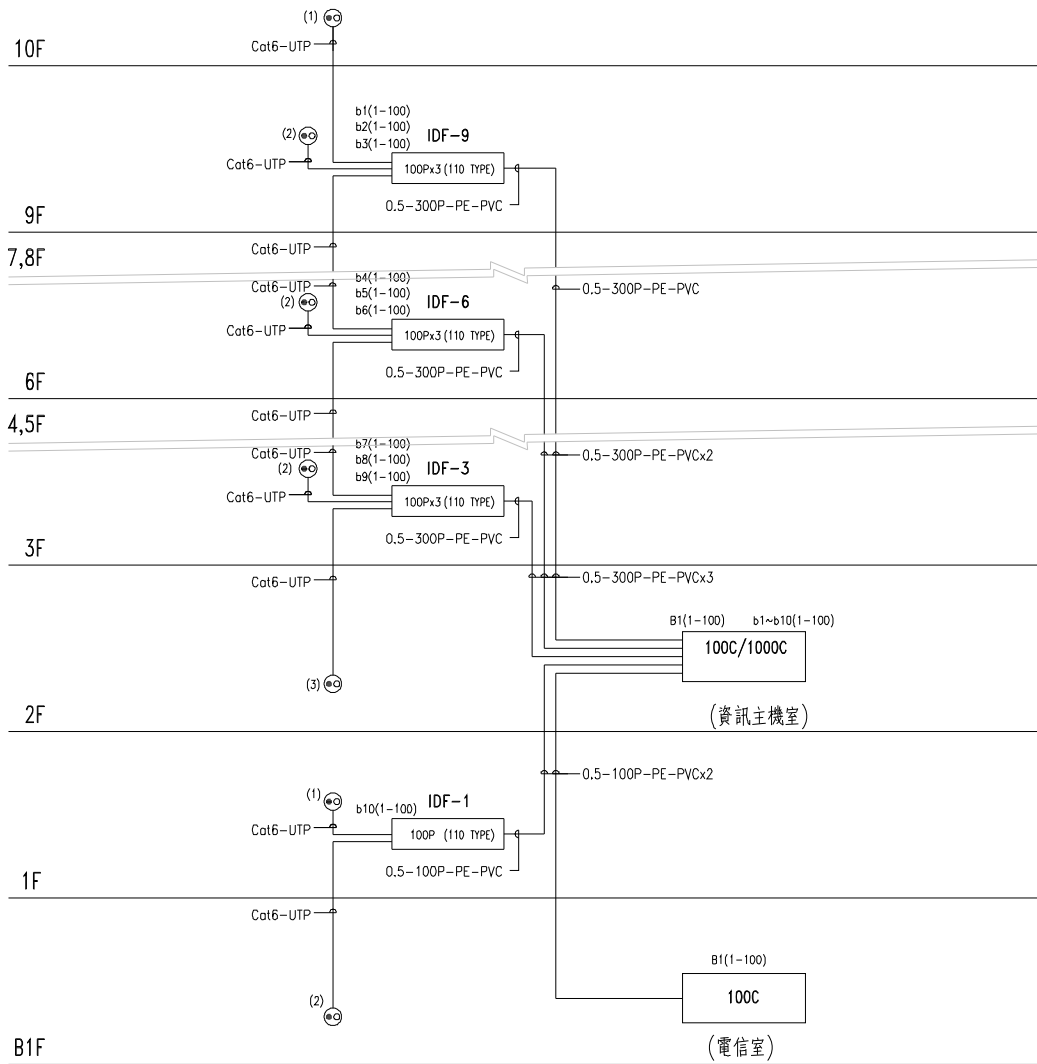 (1)
Cat6-UTP
10F
b1(1-100)
b2(1-100)
b3(1-100)
IDF-9
(2)
Cat6-UTP
100Px3 (110 TYPE)
0.5-300P-PE-PVC
9F
Cat6-UTP
7,8F
Cat6-UTP
b4(1-100)
b5(1-100)
b6(1-100)
0.5-300P-PE-PVC
IDF-6
(2)
Cat6-UTP
100Px3 (110 TYPE)
0.5-300P-PE-PVC
6F
Cat6-UTP
4,5F
Cat6-UTP
b7(1-100)
b8(1-100)
b9(1-100)
0.5-300P-PE-PVCx2
IDF-3
(2)
Cat6-UTP
100Px3 (110 TYPE)
0.5-300P-PE-PVC
3F
Cat6-UTP
0.5-300P-PE-PVCx3
B1(1-100) b1~b10(1-100)
100C/1000C
(3)
2F
(資訊主機室)
0.5-100P-PE-PVCx2
(1)
b10(1-100)
IDF-1
Cat6-UTP
100P (110 TYPE)
0.5-100P-PE-PVC
1F
Cat6-UTP
B1(1-100)
100C
(2)
B1F
(電信室)